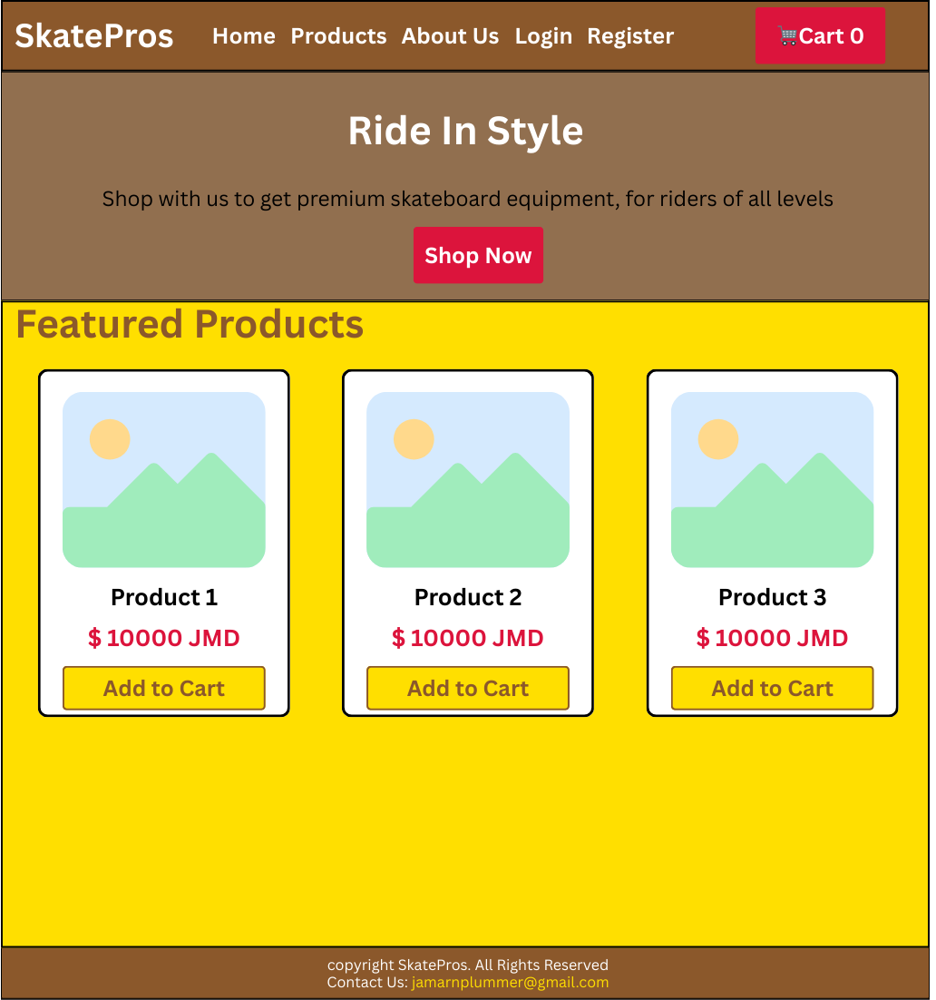 SkatePros Home Products About Us Login Register 🛒Cart 0
Ride In Style
Shop with us to get premium skateboard equipment, for riders of all levels
Shop Now
Featured Products
Product 1
$ 10000 JMD
Add to Cart
Product 2
$ 10000 JMD
Add to Cart
Product 3
$ 10000 JMD
Add to Cart
copyright SkatePros. All Rights Reserved
Contact Us: jamarnplummer@gmail.com